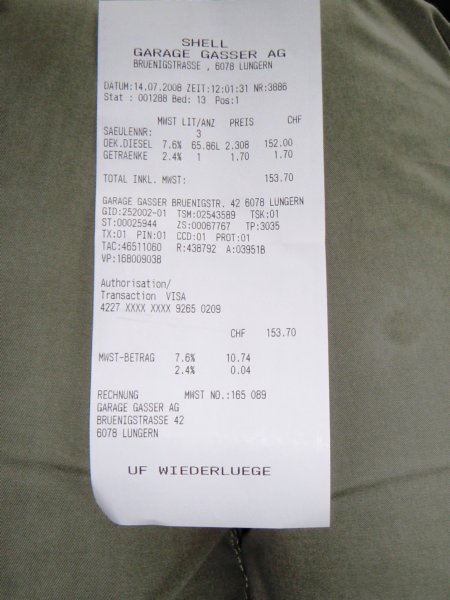 SHELL
GARAGE GASSER AG
BRUENIGSTRASSE , 6078 LUNGERN
DATUM:14.07.2008 ZEIT:12:01:31 NR:3886
Stat : 001288 Bed: 13 Pos:1
MWST LIT/ANZ PREIS CHF
SAEULENNR: 3
OEK.DIESEL 7.6% 65.86L 2.308 152.00
GETRAENKE 2.4% 1 1.70 1.70
TOTAL INKL. MWST: 153.70
GARAGE GASSER BRUENIGSTR. 42 6078 LUNGERN
GID:252002-01 TSM:02543589 TSK:01
ST:00025944 ZS:00067767 TP:3035
TX:01 PIN:01 CCD:01 PROT:01
TAC:46511060 R:438792 A:03951B
VP:168009038
Authorisation/
Transaction VISA
4227 XXXX XXXX 9265 0209
CHF 153.70
MWST-BETRAG 7.6% 10.74
2.4% 0.04
RECHNUNG MWST NO.:165 089
GARAGE GASSER AG
BRUENIGSTRASSE 42
6078 LUNGERN
UF WIEDERLUEGE